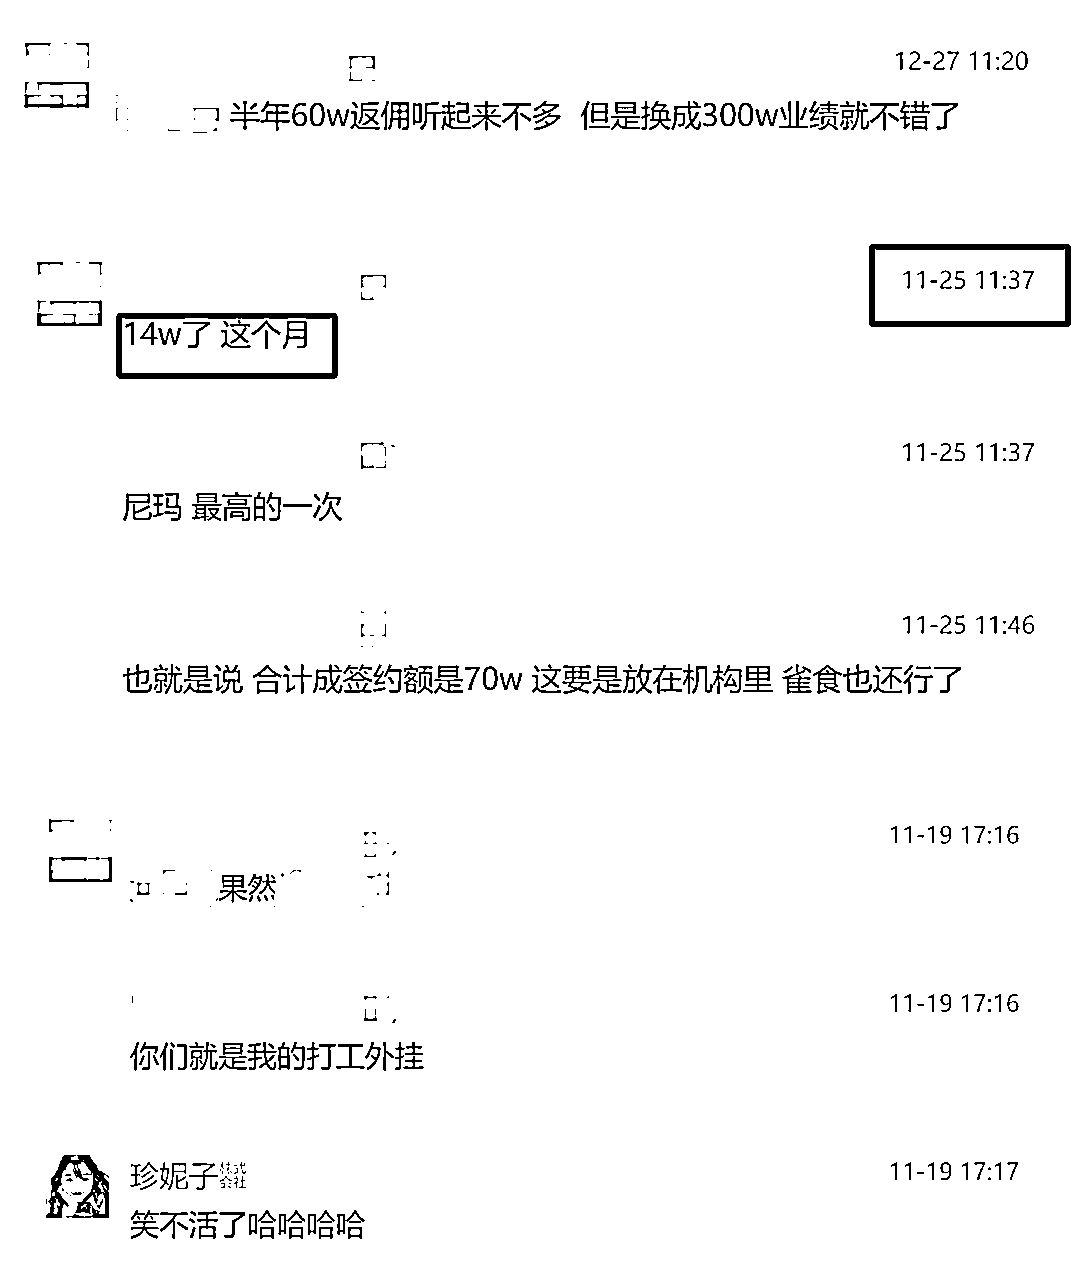 12-27 11:20
半年60w返佣听起来不多 但是换成300w业绩就不错了
11-25 11:37
14w了 这个月
11-25 11:37
尼玛 最高的一次
11-25 11:46
也就是说 合计成签约额是70w 这要是放在机构里 雀食也还行了
11-19 17:16
果然
11-19 17:16
你们就是我的打工外挂
珍妮子株式会社 11-19 17:17
笑不活了哈哈哈哈